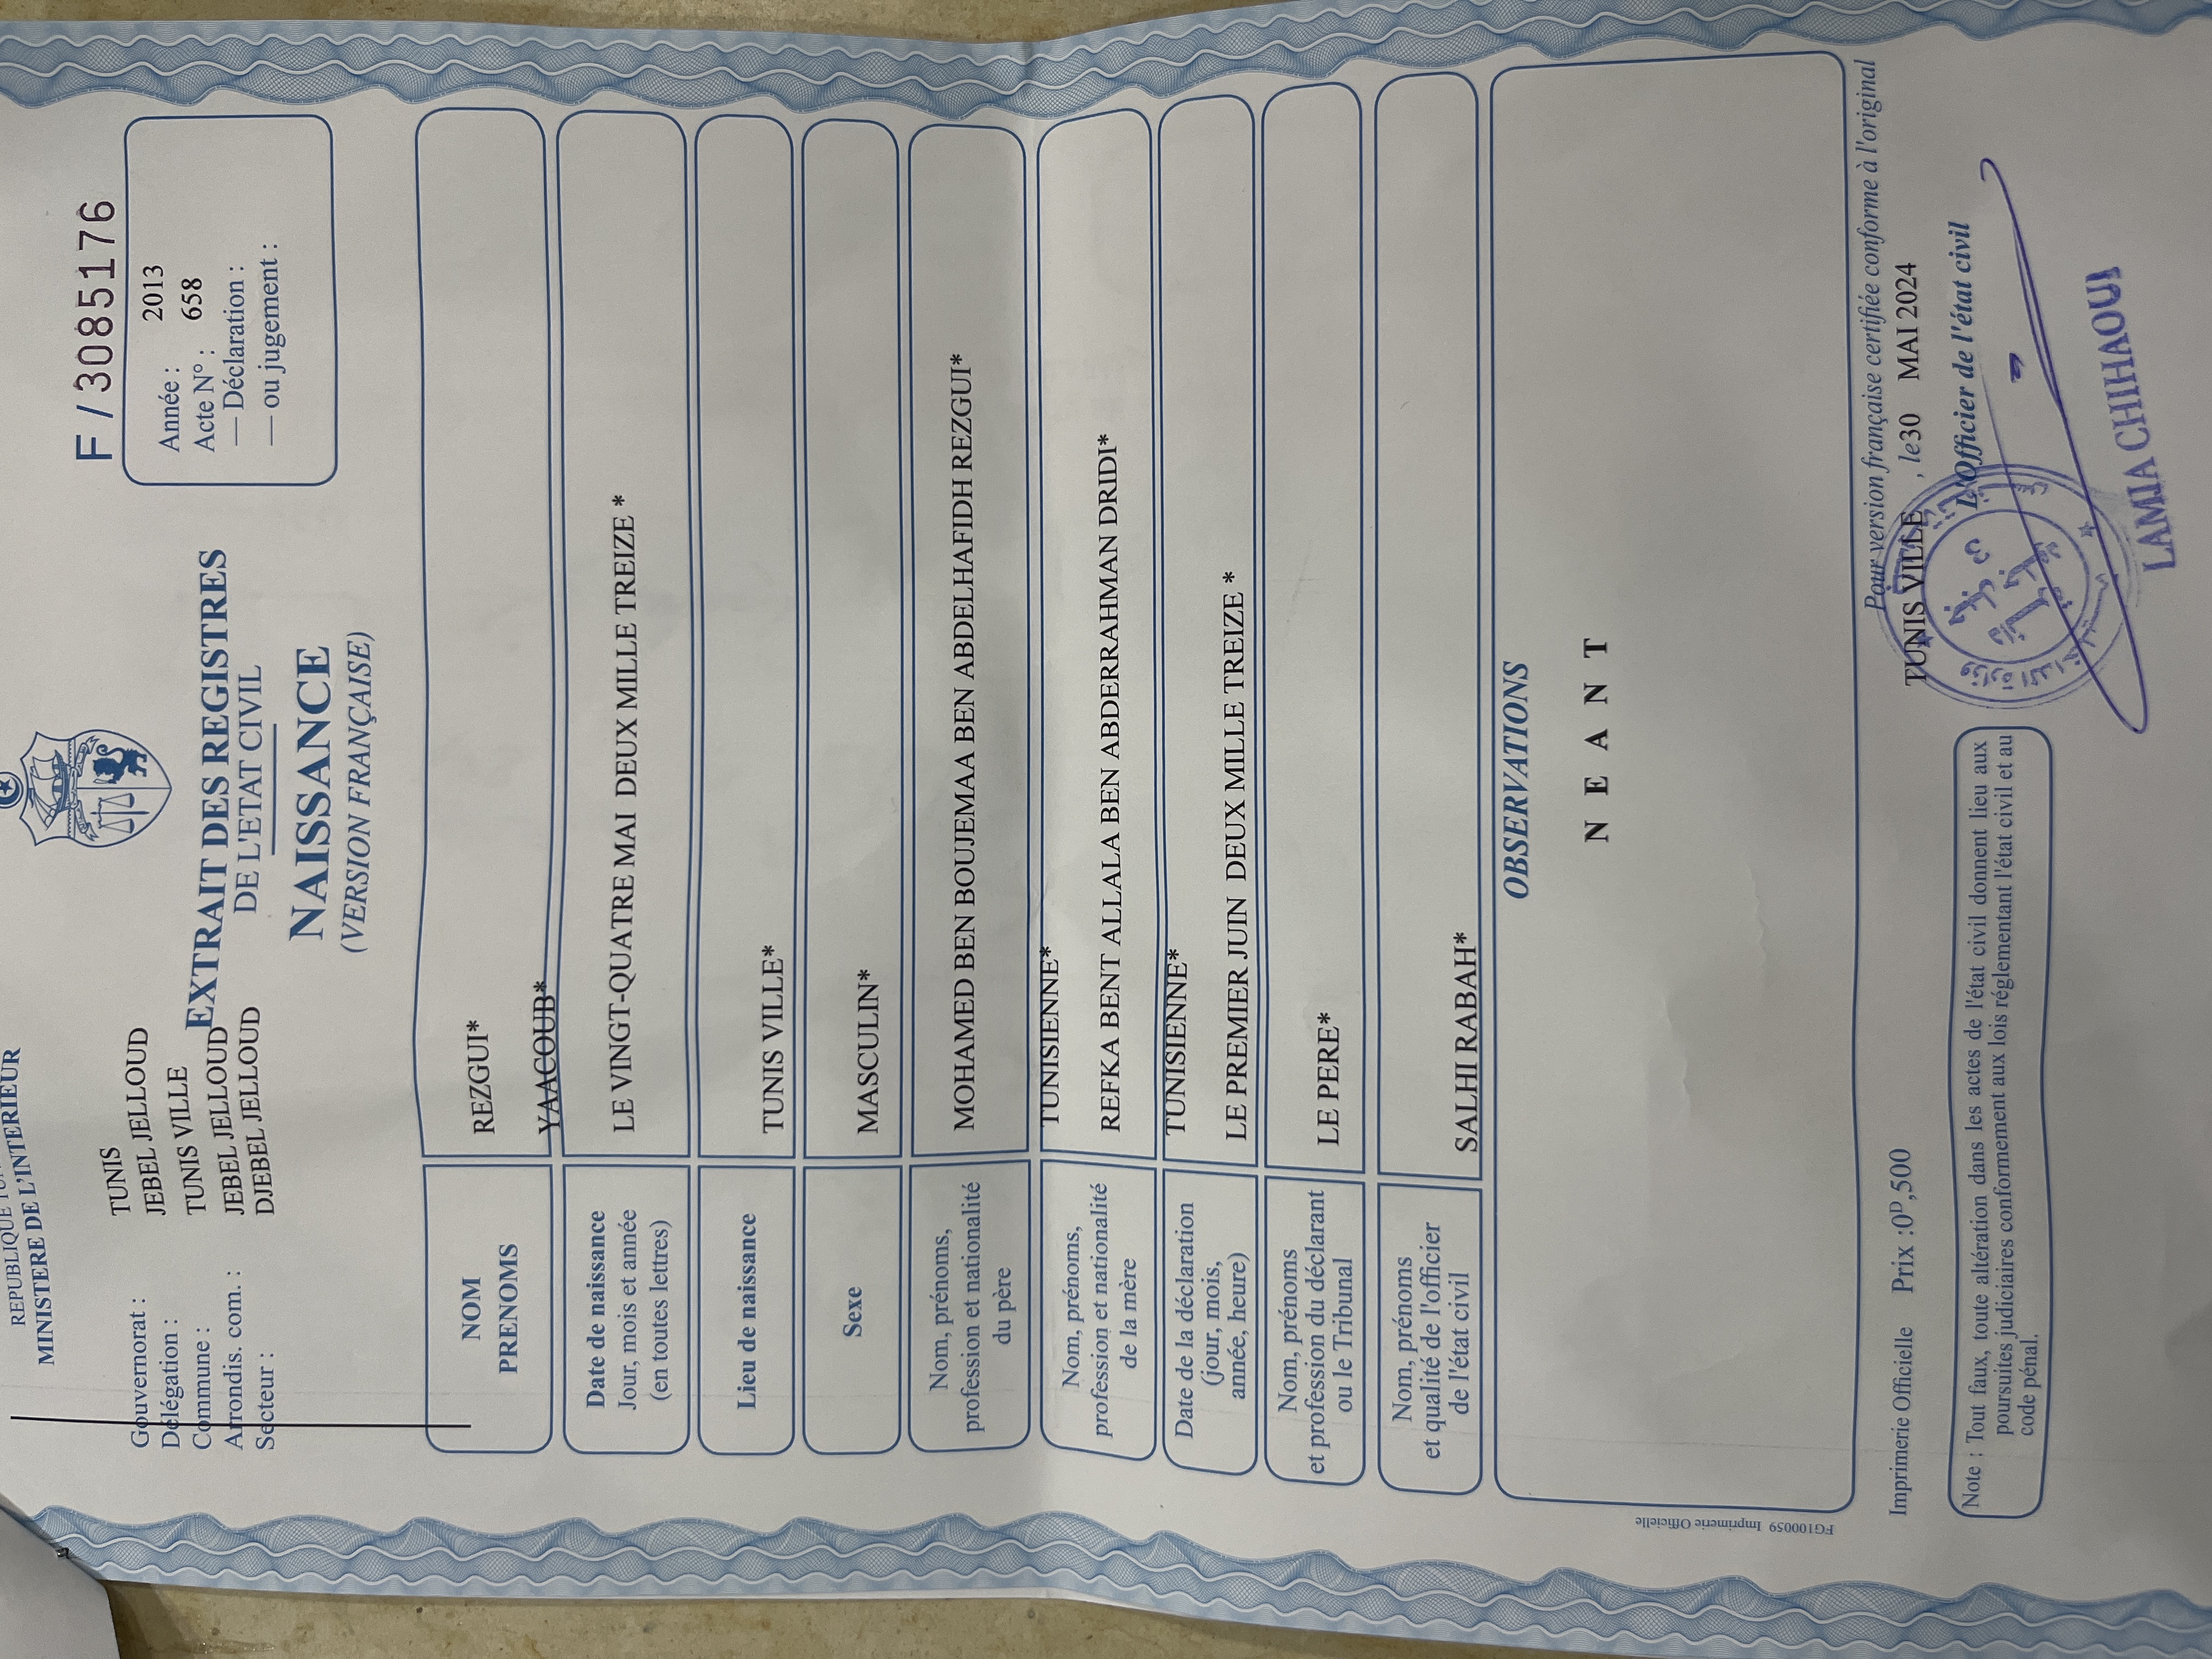 MINISTERE DE L'INTERIEUR
F / 3085176
Gouvernorat : TUNIS
Délégation : JEBEL JELLOUD
Commune : TUNIS VILLE
Arrondis. com. : JEBEL JELLOUD
Secteur : DJEBEL JELLOUD
EXTRAIT DES REGISTRES
DE L'ETAT CIVIL
NAISSANCE
(VERSION FRANÇAISE)
Année : 2013
Acte N° : 658
— Déclaration :
— ou jugement :
NOM REZGUI*
PRENOMS YAACOUB*
Date de naissance
Jour, mois et année
(en toutes lettres)
LE VINGT-QUATRE MAI DEUX MILLE TREIZE *
Lieu de naissance TUNIS VILLE*
Sexe MASCULIN*
Nom, prénoms,
profession et nationalité
du père
MOHAMED BEN BOUJEMAA BEN ABDELHAFIDH REZGUI*
TUNISIENNE*
Nom, prénoms,
profession et nationalité
de la mère
REFKA BENT ALLALA BEN ABDERRAHMAN DRIDI*
TUNISIENNE*
Date de la déclaration
(jour, mois,
année, heure)
LE PREMIER JUIN DEUX MILLE TREIZE *
Nom, prénoms
et profession du déclarant
ou le Tribunal
LE PERE*
Nom, prénoms
et qualité de l'officier
de l'état civil
SALHI RABAH*
OBSERVATIONS
N E A N T
FG100059 Imprimerie Officielle
Imprimerie Officielle Prix :0ᴰ,500
Pour version française certifiée conforme à l'original
TUNIS VILLE , le30 MAI 2024
L'Officier de l'état civil
LAMIA CHIHAOUI
Note : Tout faux, toute altération dans les actes de l'état civil donnent lieu aux
poursuites judiciaires conformement aux lois réglementant l'état civil et au
code pénal.